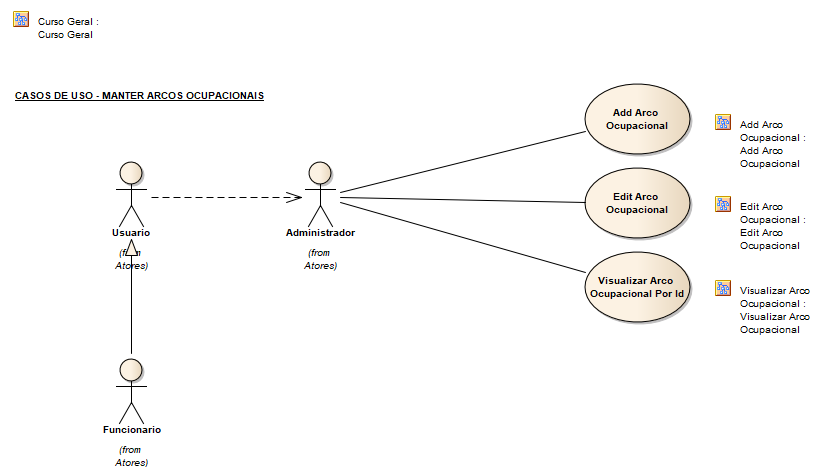 Curso Geral :
Curso Geral
CASOS DE USO - MANTER ARCOS OCUPACIONAIS
Add Arco
Ocupacional
Add Arco
Ocupacional :
Add Arco
Ocupacional
Usuario
(from
Atores)
Administrador
(from
Atores)
Edit Arco
Ocupacional
Edit Arco
Ocupacional :
Edit Arco
Ocupacional
Visualizar Arco
Ocupacional Por Id
Visualizar Arco
Ocupacional :
Visualizar Arco
Ocupacional
Funcionario
(from
Atores)